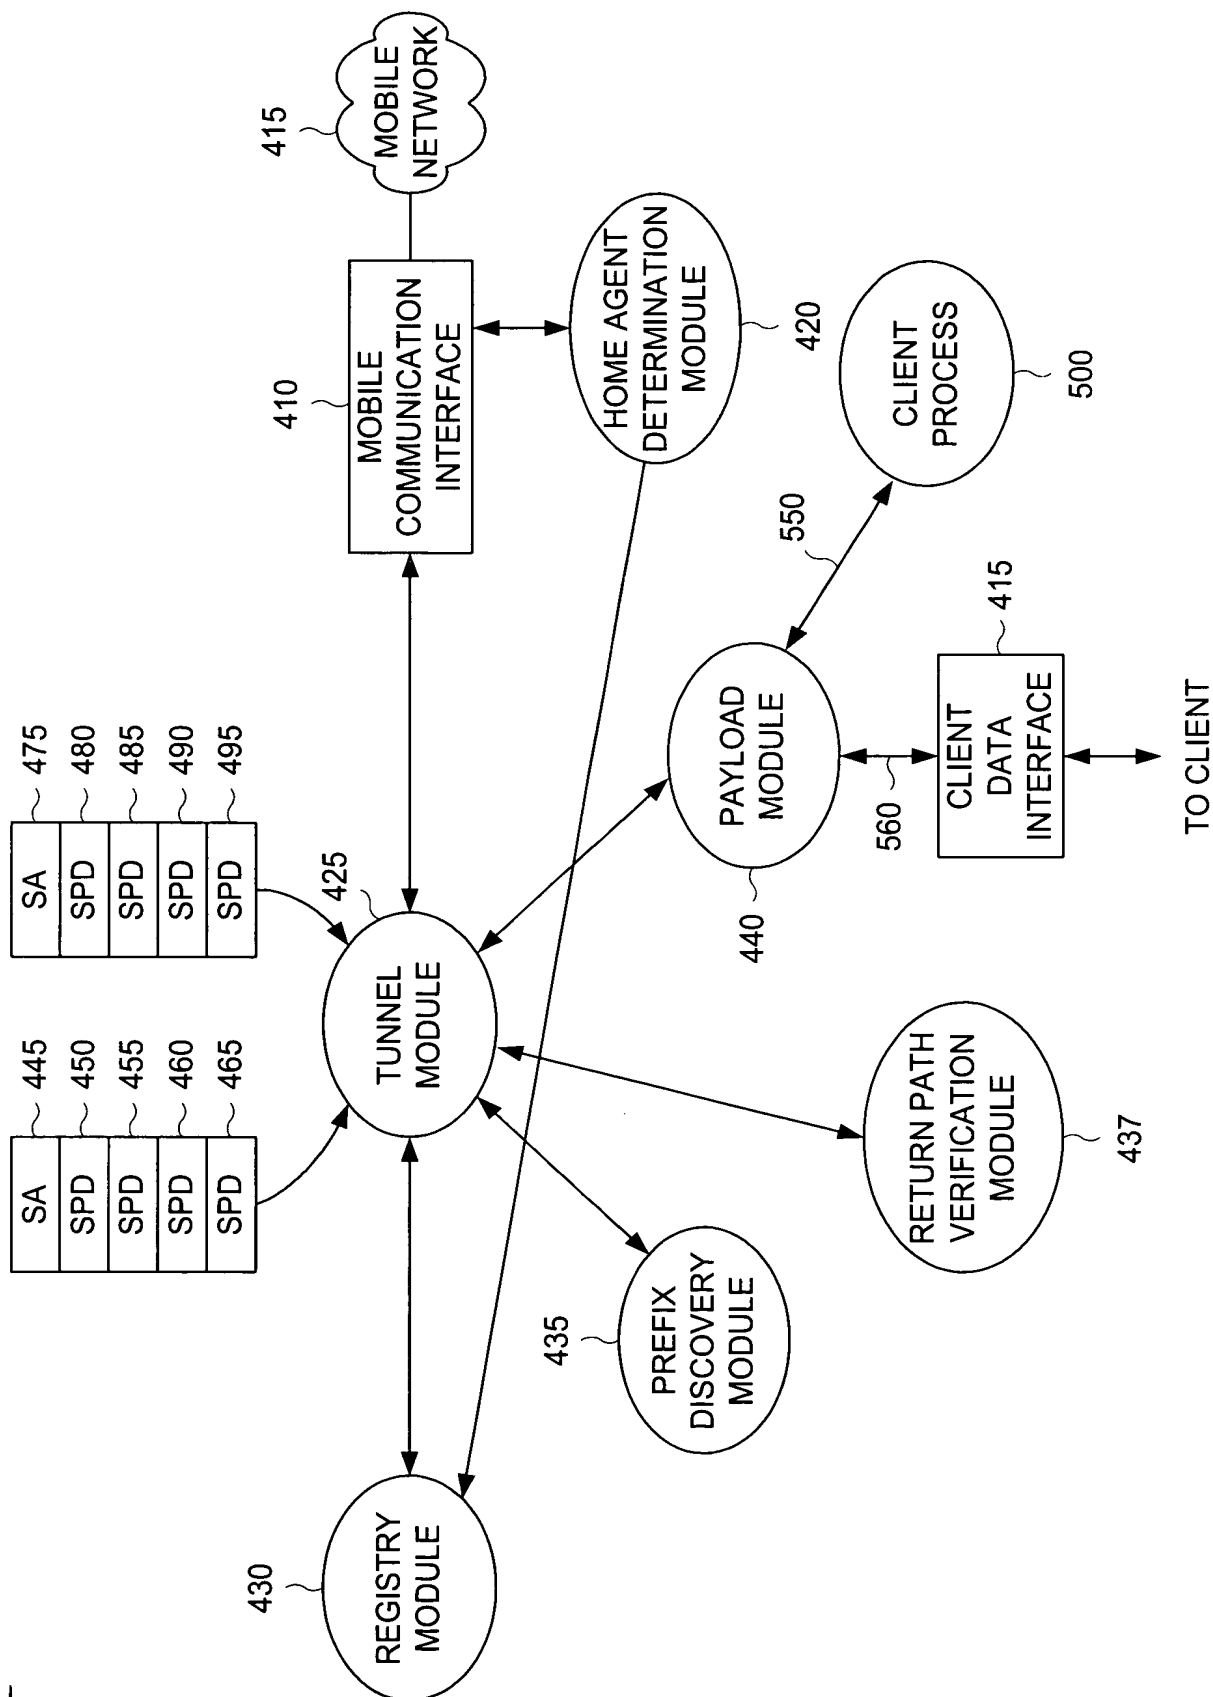 SA
445
SPD
450
SPD
455
SPD
460
SPD
465
SA
475
SPD
480
SPD
485
SPD
490
SPD
495
430
REGISTRY
MODULE
425
TUNNEL
MODULE
410
MOBILE
COMMUNICATION
INTERFACE
415
MOBILE
NETWORK
435
PREFIX
DISCOVERY
MODULE
HOME AGENT
DETERMINATION
MODULE
420
RETURN PATH
VERIFICATION
MODULE
437
440
PAYLOAD
MODULE
550
CLIENT
PROCESS
500
560
CLIENT
DATA
INTERFACE
415
TO CLIENT